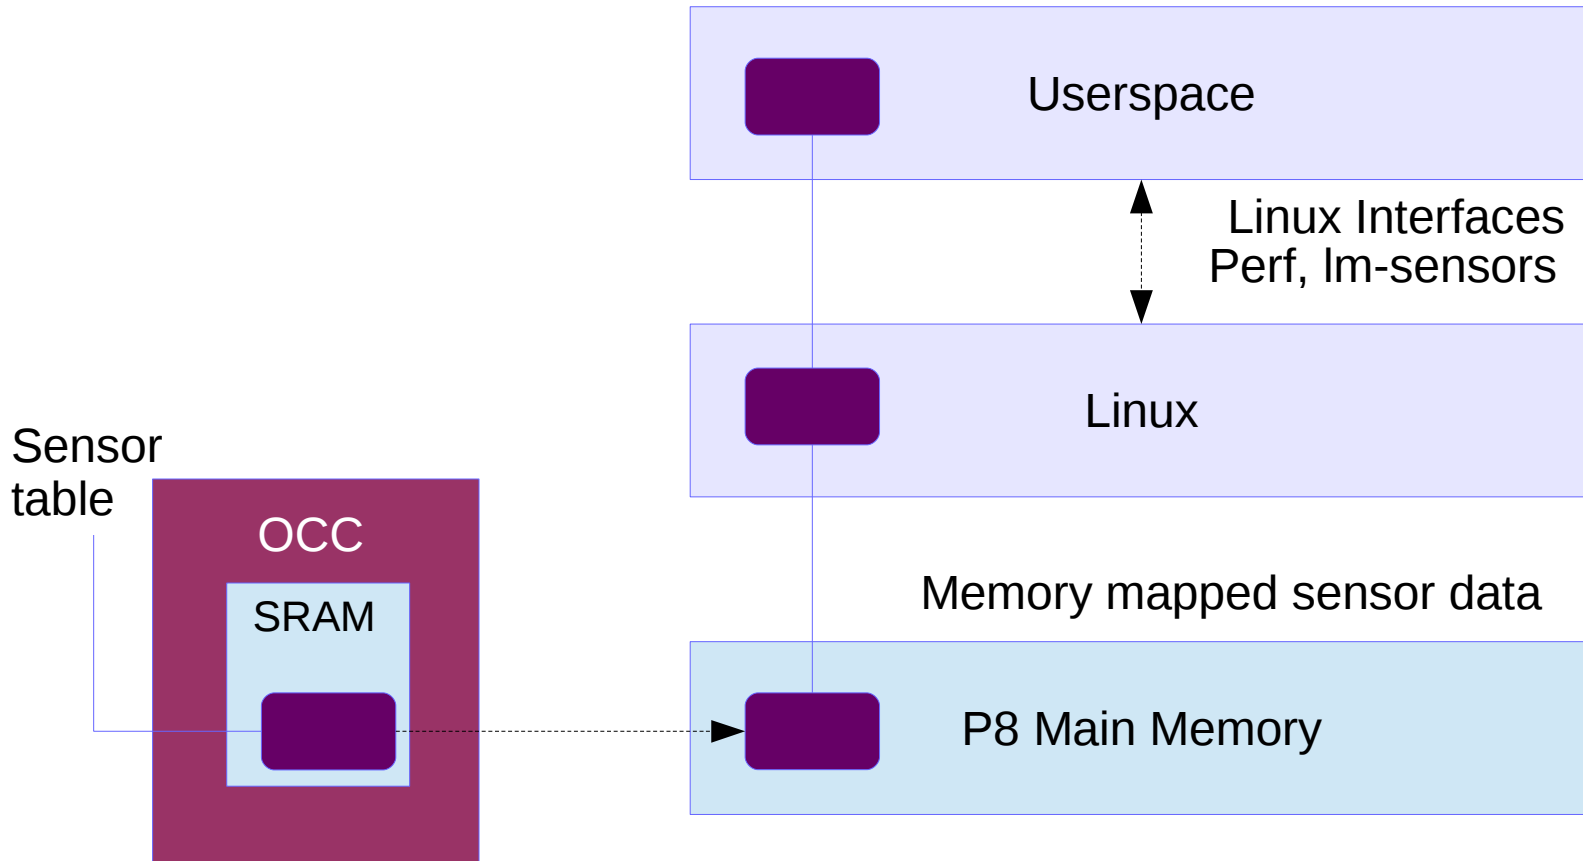 Userspace
Linux Interfaces
Perf, lm-sensors
Linux
Sensor
table
OCC
SRAM
Memory mapped sensor data
P8 Main Memory